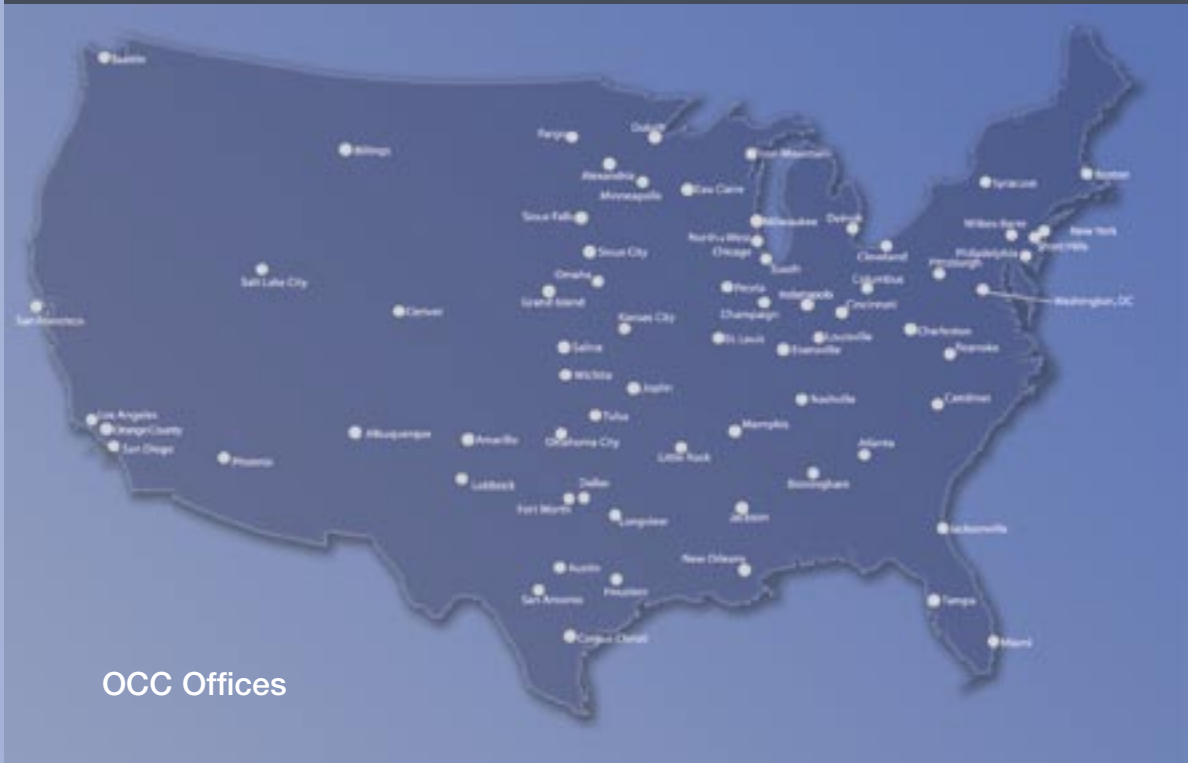 Seattle
Billings
Fargo
Duluth
Iron Mountain
Alexandria
Minneapolis
Eau Claire
Syracuse
Boston
Sioux Falls
Milwaukee
Detroit
Wilkes-Barre
New York
North & West
Chicago
South
Cleveland
Philadelphia
Short Hills
Sioux City
Pittsburgh
Salt Lake City
Omaha
Grand Island
Peoria
Indianapolis
Columbus
Washington, DC
San Francisco
Denver
Kansas City
Champaign
Cincinnati
Salina
St. Louis
Louisville
Evansville
Charleston
Roanoke
Wichita
Joplin
Nashville
Carolinas
Los Angeles
Orange County
San Diego
Phoenix
Albuquerque
Amarillo
Tulsa
Oklahoma City
Memphis
Little Rock
Atlanta
Birmingham
Lubbock
Dallas
Fort Worth
Longview
Jackson
Jacksonville
New Orleans
Austin
Houston
San Antonio
Tampa
Corpus Christi
Miami
OCC Offices